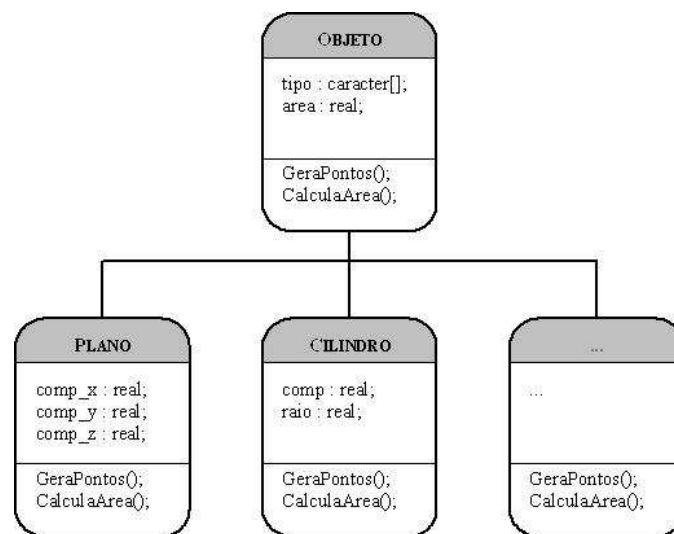 OBJETO
tipo : caracter[];
area : real;
GeraPontos();
CalculaArea();
PLANO
comp_x : real;
comp_y : real;
comp_z : real;
GeraPontos();
CalculaArea();
CILINDRO
comp : real;
raio : real;
GeraPontos();
CalculaArea();
...
...
GeraPontos();
CalculaArea();